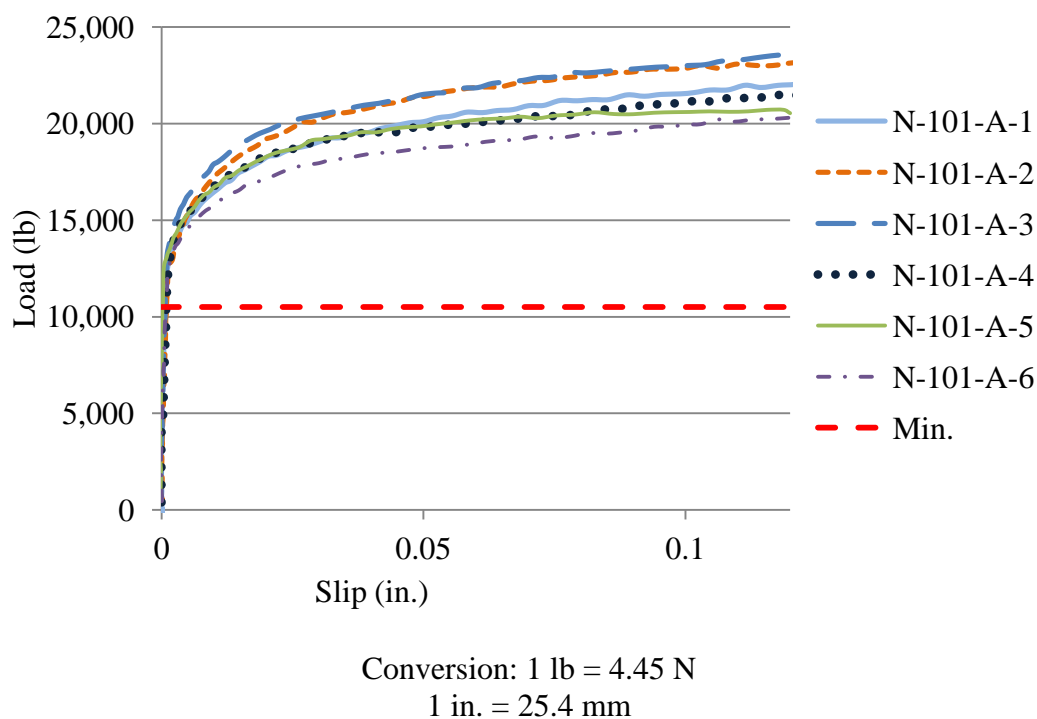 25,000
20,000
15,000
10,000
5,000
0
Load (lb)
0
0.05
0.1
Slip (in.)
N-101-A-1
N-101-A-2
N-101-A-3
N-101-A-4
N-101-A-5
N-101-A-6
Min.
Conversion: 1 lb = 4.45 N
1 in. = 25.4 mm